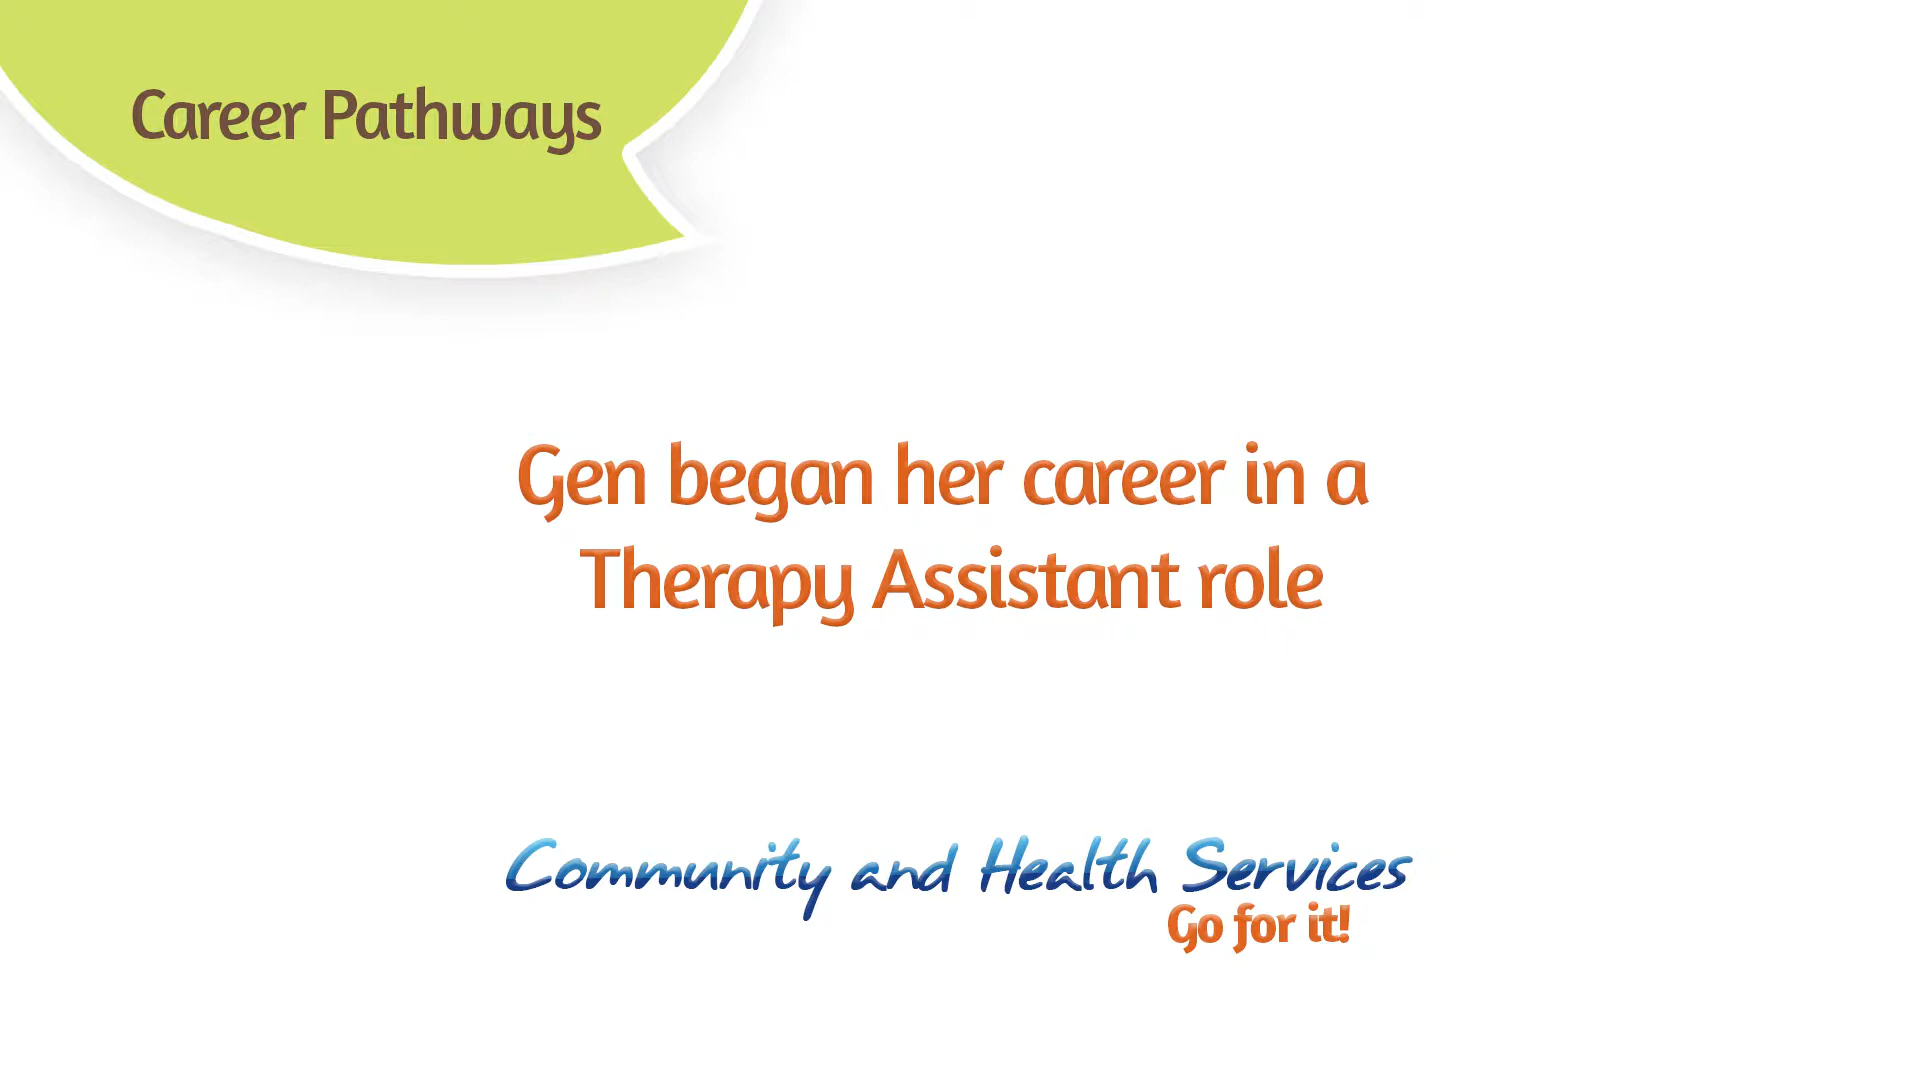 Career Pathways
Gen began her career in a
Therapy Assistant role
Community and Health Services
Go for it!